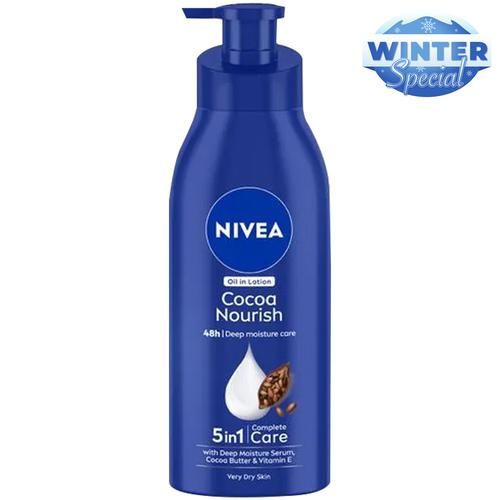 WINTER
Special
NIVEA
Oil in Lotion
Cocoa
Nourish
48h | Deep moisture care
5in1 | Complete Care
with Deep Moisture Serum,
Cocoa Butter & Vitamin E
Very Dry Skin